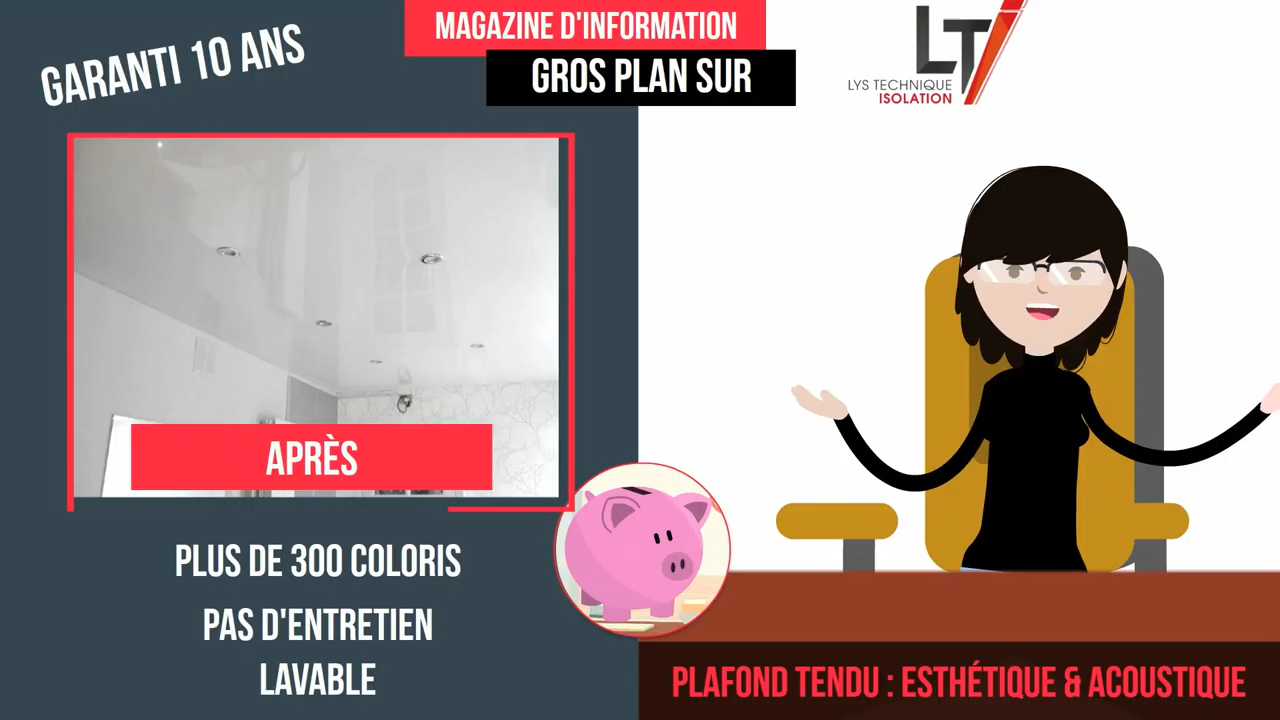 MAGAZINE D'INFORMATION
GROS PLAN SUR
GARANTI 10 ANS
LTI
LYS TECHNIQUE
ISOLATION
APRÈS
PLUS DE 300 COLORIS
PAS D'ENTRETIEN
LAVABLE
PLAFOND TENDU : ESTHÉTIQUE & ACOUSTIQUE